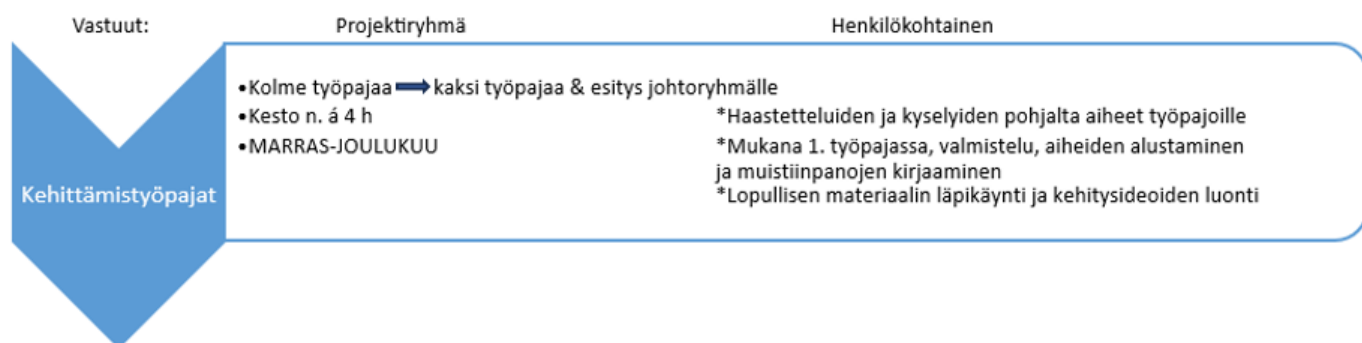 Vastuut: Projektiryhmä Henkilökohtainen
•Kolme työpajaa kaksi työpajaa & esitys johtoryhmälle
•Kesto n. á 4 h
•MARRAS-JOULUKUU
*Haastetteluiden ja kyselyiden pohjalta aiheet työpajoille
*Mukana 1. työpajassa, valmistelu, aiheiden alustaminen
ja muistiinpanojen kirjaaminen
*Lopullisen materiaalin läpikäynti ja kehitysideoiden luonti
Kehittämistyöpajat